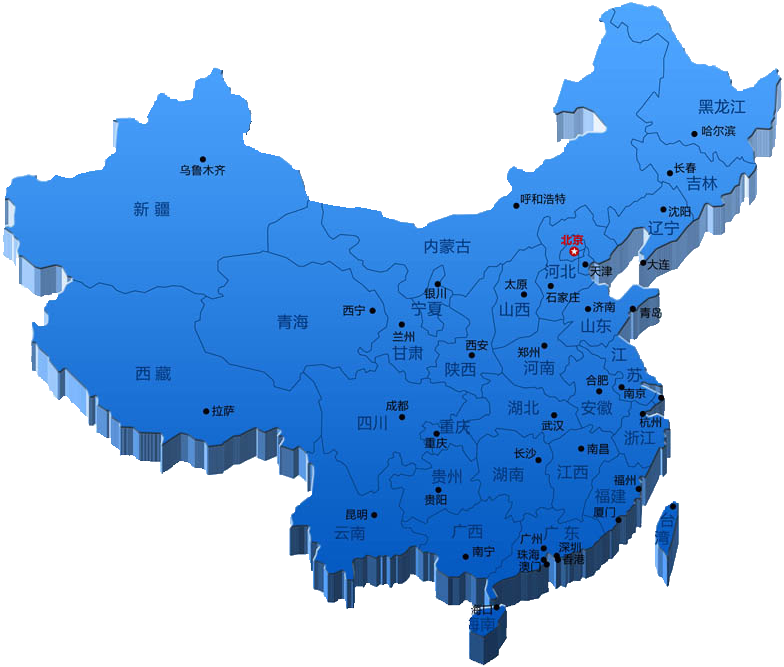 黑龙江
哈尔滨
乌鲁木齐
长春
吉林
新疆
呼和浩特
沈阳
辽宁
北京
内蒙古
河北
天津
大连
太原
银川
石家庄
宁夏
山西
济南
青岛
西宁
青海
兰州
山东
甘肃
西安
郑州
江
苏
陕西
河南
西藏
合肥
南京
成都
湖北
安徽
拉萨
四川
重庆
武汉
杭州
重庆
浙江
长沙
南昌
贵州
湖南
江西
福州
贵阳
福建
昆明
厦门
云南
广西
广东
台
湾
广州
深圳
南宁
珠海
香港
澳门
海口
海南